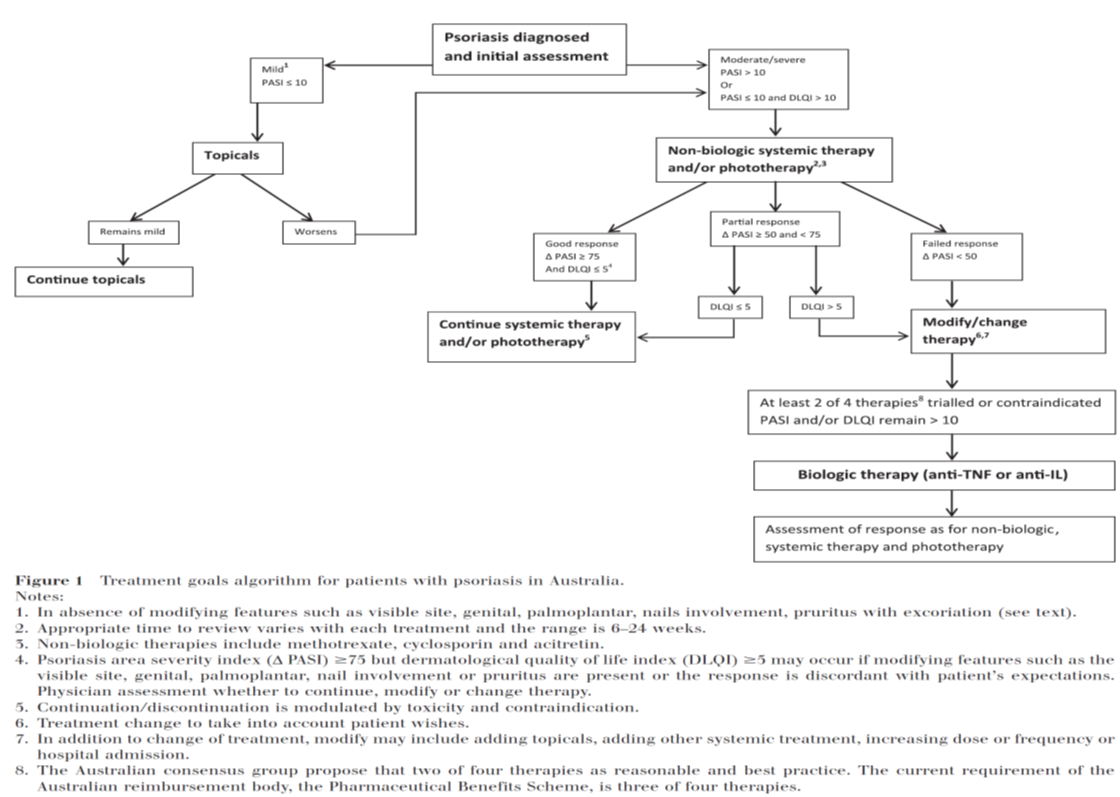 Psoriasis diagnosed
and initial assessment
Mild1
PASI ≤ 10
Moderate/severe
PASI > 10
Or
PASI ≤ 10 and DLQI > 10
Topicals
Non-biologic systemic therapy
and/or phototherapy2,3
Remains mild
Worsens
Continue topicals
Good response
Δ PASI ≥ 75
And DLQI ≤ 54
Partial response
Δ PASI ≥ 50 and < 75
Failed response
Δ PASI < 50
DLQI ≤ 5
DLQI > 5
Continue systemic therapy
and/or phototherapy5
Modify/change
therapy6,7
At least 2 of 4 therapies8 trialled or contraindicated
PASI and/or DLQI remain > 10
Biologic therapy (anti-TNF or anti-IL)
Assessment of response as for non-biologic,
systemic therapy and phototherapy
Figure 1 Treatment goals algorithm for patients with psoriasis in Australia.
Notes:
1. In absence of modifying features such as visible site, genital, palmoplantar, nails involvement, pruritus with excoriation (see text).
2. Appropriate time to review varies with each treatment and the range is 6–24 weeks.
3. Non-biologic therapies include methotrexate, cyclosporin and acitretin.
4. Psoriasis area severity index (Δ PASI) ≥75 but dermatological quality of life index (DLQI) ≥5 may occur if modifying features such as the
visible site, genital, palmoplantar, nail involvement or pruritus are present or the response is discordant with patient's expectations.
Physician assessment whether to continue, modify or change therapy.
5. Continuation/discontinuation is modulated by toxicity and contraindication.
6. Treatment change to take into account patient wishes.
7. In addition to change of treatment, modify may include adding topicals, adding other systemic treatment, increasing dose or frequency or
hospital admission.
8. The Australian consensus group propose that two of four therapies as reasonable and best practice. The current requirement of the
Australian reimbursement body, the Pharmaceutical Benefits Scheme, is three of four therapies.